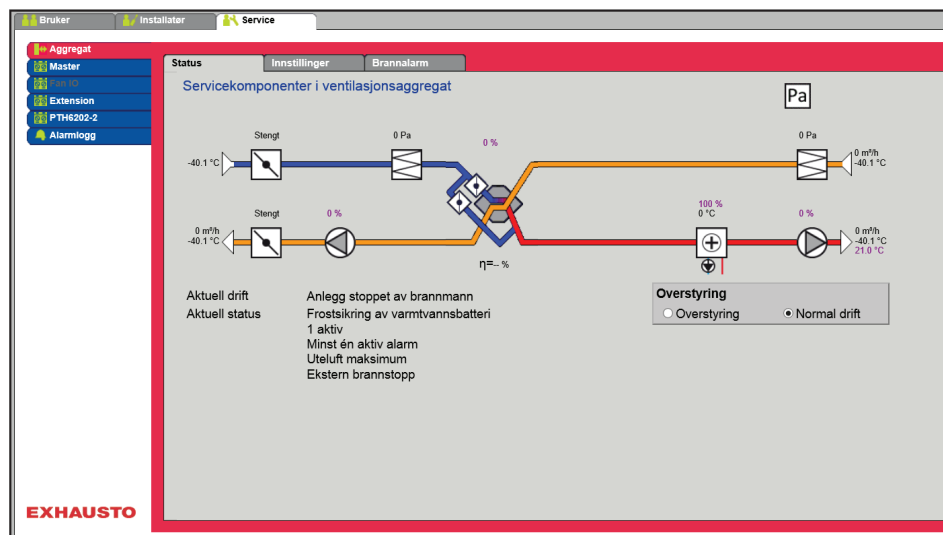 Bruker
Installatør
Service
Aggregat
Master
Fan IO
Extension
PTH6202-2
Alarmlogg
Status
Innstillinger
Brannalarm
Servicekomponenter i ventilasjonsaggregat
Pa
Stengt
0 Pa
0 %
0 Pa
-40.1 °C
0 m³/h
-40.1 °C
Stengt
0 %
100 %
0 °C
0 %
0 m³/h
-40.1 °C
0 m³/h
-40.1 °C
21.0 °C
η=-- %
Aktuell drift Anlegg stoppet av brannmann
Aktuell status Frostsikring av varmtvannsbatteri
1 aktiv
Minst én aktiv alarm
Uteluft maksimum
Ekstern brannstopp
Overstyring
Overstyring Normal drift
EXHAUSTO